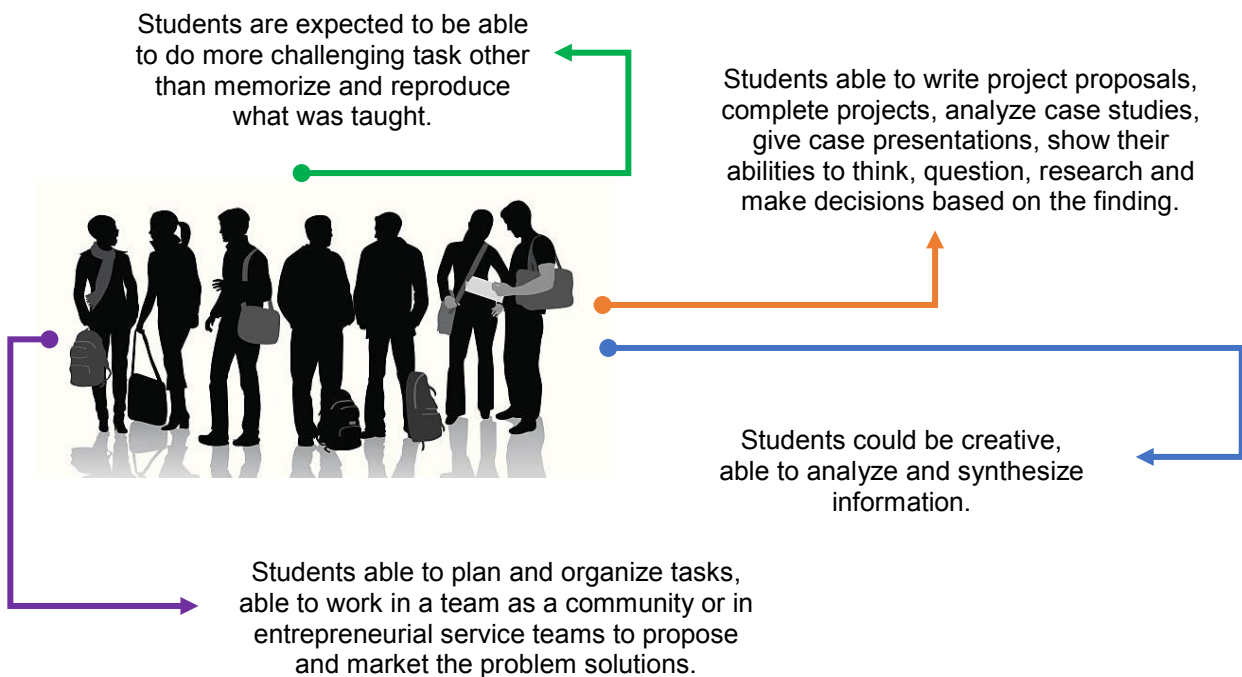 Students are expected to be able
to do more challenging task other
than memorize and reproduce
what was taught.
Students able to write project proposals,
complete projects, analyze case studies,
give case presentations, show their
abilities to think, question, research and
make decisions based on the finding.
Students could be creative,
able to analyze and synthesize
information.
Students able to plan and organize tasks,
able to work in a team as a community or in
entrepreneurial service teams to propose
and market the problem solutions.